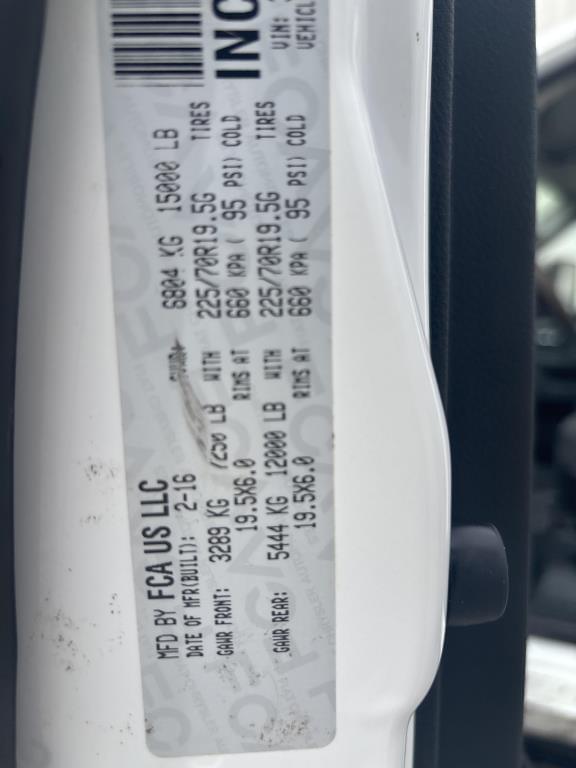 MFD BY FCA US LLC
DATE OF MFR(BUILT): 2-16 GVWR: 6804 KG 15000 LB
GAWR FRONT: 3289 KG 7250 LB WITH 225/70R19.5G TIRES
19.5X6.0 RIMS AT 660 KPA ( 95 PSI) COLD
GAWR REAR: 5444 KG 12000 LB WITH 225/70R19.5G TIRES
19.5X6.0 RIMS AT 660 KPA ( 95 PSI) COLD
INC
VIN:
VEHICL